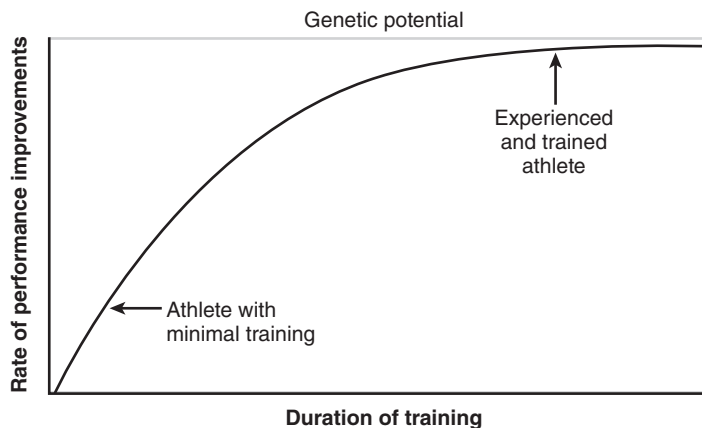 Genetic potential
Rate of performance improvements
Experienced
and trained
athlete
Athlete with
minimal training
Duration of training